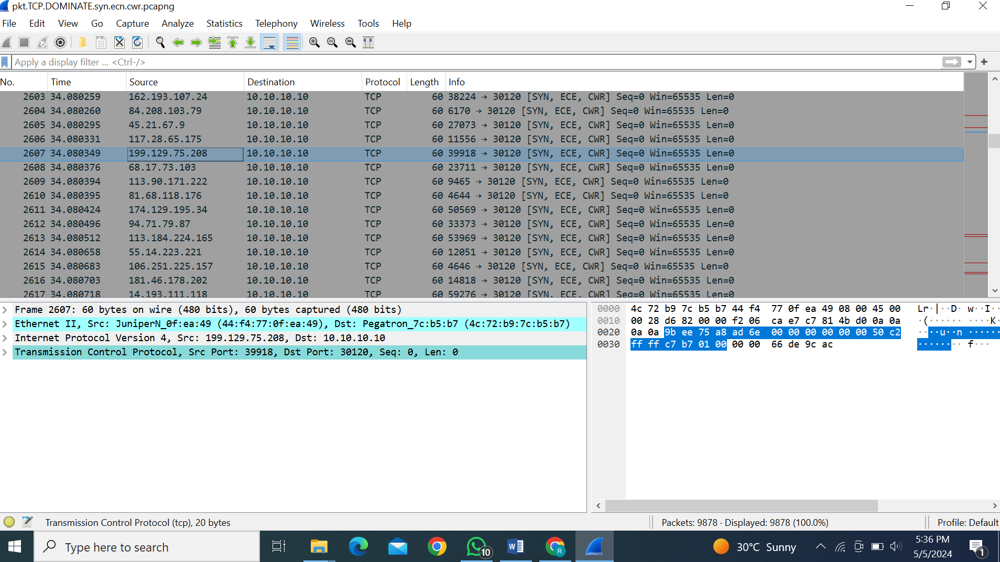 pkt.TCP.DOMINATE.syn.ecn.cwr.pcapng
File Edit View Go Capture Analyze Statistics Telephony Wireless Tools Help
Apply a display filter ... <Ctrl-/>
No. Time Source Destination Protocol Length Info
2603 34.080259 162.193.107.24 10.10.10.10 TCP 60 38224 → 30120 [SYN, ECE, CWR] Seq=0 Win=65535 Len=0
2604 34.080260 84.208.103.79 10.10.10.10 TCP 60 6170 → 30120 [SYN, ECE, CWR] Seq=0 Win=65535 Len=0
2605 34.080295 45.21.67.9 10.10.10.10 TCP 60 27073 → 30120 [SYN, ECE, CWR] Seq=0 Win=65535 Len=0
2606 34.080331 117.28.65.175 10.10.10.10 TCP 60 11556 → 30120 [SYN, ECE, CWR] Seq=0 Win=65535 Len=0
2607 34.080349 199.129.75.208 10.10.10.10 TCP 60 39918 → 30120 [SYN, ECE, CWR] Seq=0 Win=65535 Len=0
2608 34.080376 68.17.73.103 10.10.10.10 TCP 60 23711 → 30120 [SYN, ECE, CWR] Seq=0 Win=65535 Len=0
2609 34.080394 113.90.171.222 10.10.10.10 TCP 60 9465 → 30120 [SYN, ECE, CWR] Seq=0 Win=65535 Len=0
2610 34.080395 81.68.118.176 10.10.10.10 TCP 60 4644 → 30120 [SYN, ECE, CWR] Seq=0 Win=65535 Len=0
2611 34.080424 174.129.195.34 10.10.10.10 TCP 60 50569 → 30120 [SYN, ECE, CWR] Seq=0 Win=65535 Len=0
2612 34.080496 94.71.79.87 10.10.10.10 TCP 60 33373 → 30120 [SYN, ECE, CWR] Seq=0 Win=65535 Len=0
2613 34.080512 113.184.224.165 10.10.10.10 TCP 60 53969 → 30120 [SYN, ECE, CWR] Seq=0 Win=65535 Len=0
2614 34.080658 55.14.223.221 10.10.10.10 TCP 60 12051 → 30120 [SYN, ECE, CWR] Seq=0 Win=65535 Len=0
2615 34.080683 106.251.225.157 10.10.10.10 TCP 60 4646 → 30120 [SYN, ECE, CWR] Seq=0 Win=65535 Len=0
2616 34.080703 181.46.178.202 10.10.10.10 TCP 60 14818 → 30120 [SYN, ECE, CWR] Seq=0 Win=65535 Len=0
2617 34.080718 14.193.111.118 10.10.10.10 TCP 60 59276 → 30120 [SYN, ECE, CWR] Seq=0 Win=65535 Len=0
Frame 2607: 60 bytes on wire (480 bits), 60 bytes captured (480 bits)
Ethernet II, Src: JuniperN_0f:ea:49 (44:f4:77:0f:ea:49), Dst: Pegatron_7c:b5:b7 (4c:72:b9:7c:b5:b7)
Internet Protocol Version 4, Src: 199.129.75.208, Dst: 10.10.10.10
Transmission Control Protocol, Src Port: 39918, Dst Port: 30120, Seq: 0, Len: 0
0000 4c 72 b9 7c b5 b7 44 f4 77 0f ea 49 08 00 45 00 Lr·|··D· w··I··
0010 00 28 d6 82 00 00 f2 06 ca e7 c7 81 4b d0 0a 0a ·(······ ····K·
0020 0a 0a 9b ee 75 a8 ad 6e 00 00 00 00 00 00 50 c2 ····u··n ······
0030 ff ff c7 b7 01 00 00 00 66 de 9c ac ········ f···
Transmission Control Protocol (tcp), 20 bytes
Packets: 9878 · Displayed: 9878 (100.0%)
Profile: Default
Type here to search
10
W
R
30°C Sunny
5:36 PM
5/5/2024
1